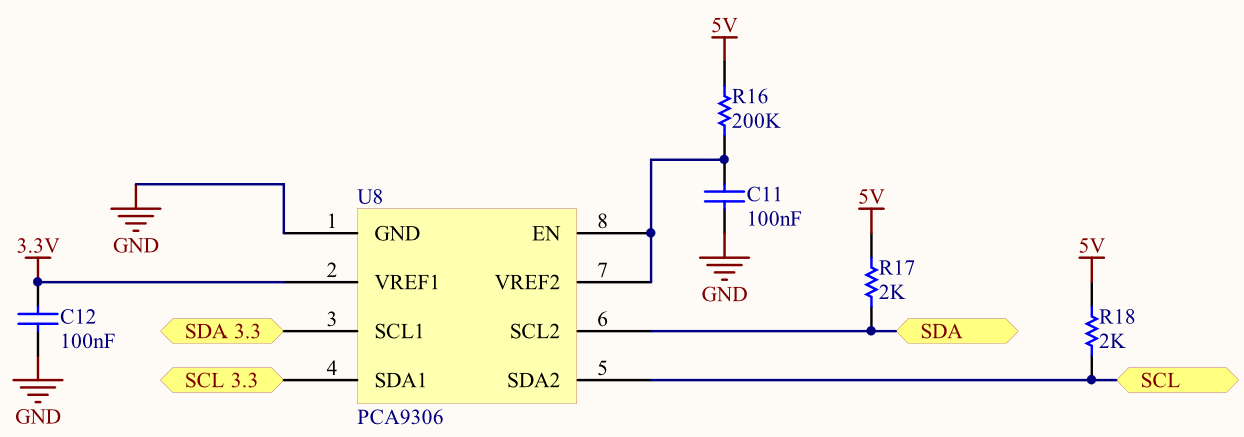 5V
R16
200K
U8
C11
100nF
5V
1
GND
EN
8
GND
3.3V
2
VREF1
VREF2
7
GND
R17
2K
5V
C12
100nF
SDA 3.3
3
SCL1
SCL2
6
SDA
R18
2K
SCL 3.3
4
SDA1
SDA2
5
SCL
GND
PCA9306